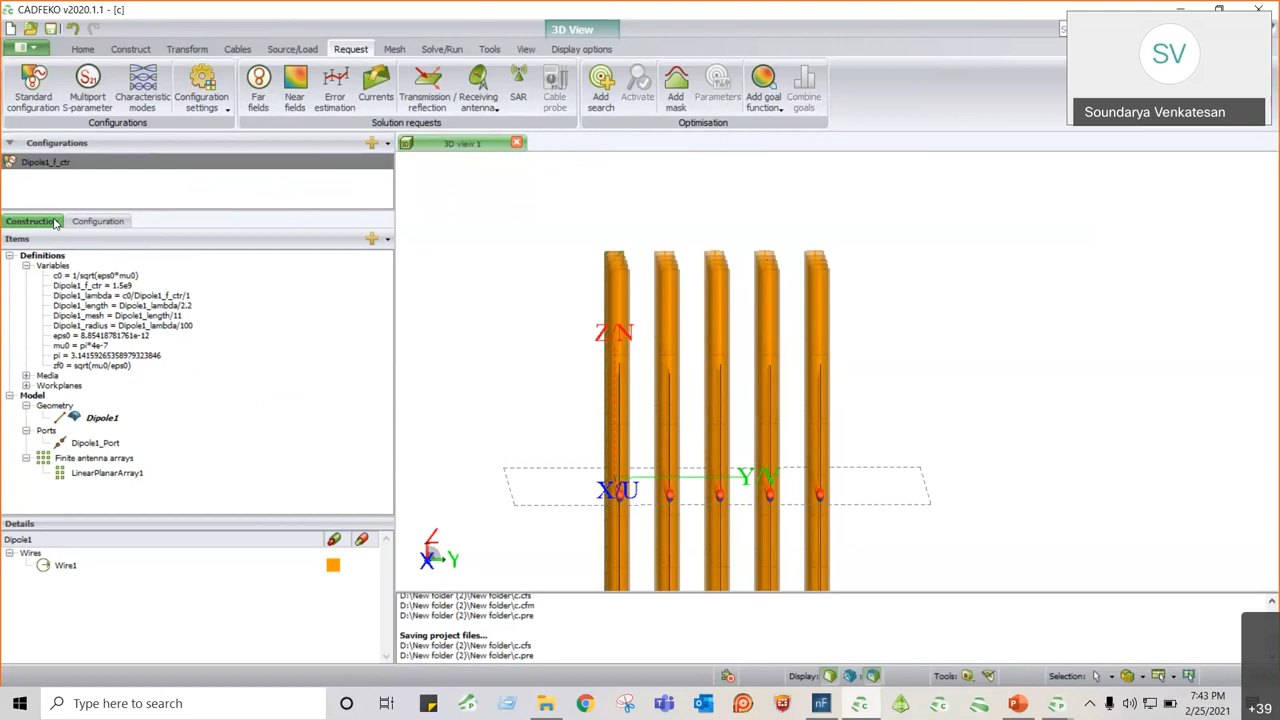 CADFEKO v2020.1.1 - [c]
3D View
Home Construct Transform Cables Source/Load Request Mesh Solve/Run Tools View Display options
Standard configuration
Multiport S-parameter
Characteristic modes
Configuration settings
Far fields
Near fields
Error estimation
Currents
Transmission / reflection
Receiving antenna
SAR
Cable probe
Add search
Activate
Add mask
Parameters
Add goal function
Combine goals
Configurations
Solution requests
Optimisation
SV
Soundarya Venkatesan
Configurations
3D view 1
Dipole1_f_ctr
Construction Configuration
Items
Definitions
Variables
c0 = 1/sqrt(eps0*mu0)
Dipole1_f_ctr = 1.5e9
Dipole1_lambda = c0/Dipole1_f_ctr/1
Dipole1_length = Dipole1_lambda/2.2
Dipole1_mesh = Dipole1_length/11
Dipole1_radius = Dipole1_lambda/100
eps0 = 8.85418781761e-12
mu0 = pi*4e-7
pi = 3.14159265358979323846
zf0 = sqrt(mu0/eps0)
Media
Workplanes
Model
Geometry
Dipole1
Ports
Dipole1_Port
Finite antenna arrays
LinearPlanarArray1
Z/N
X/U
Y/V
Z
X
Y
Details
Dipole1
Wires
Wire1
D:\New folder (2)\New folder\c.cfs
D:\New folder (2)\New folder\c.cfm
D:\New folder (2)\New folder\c.pre
Saving project files...
D:\New folder (2)\New folder\c.cfs
D:\New folder (2)\New folder\c.pre
Display: Tools: Selection:
Type here to search
nF
7:43 PM
2/25/2021
+39